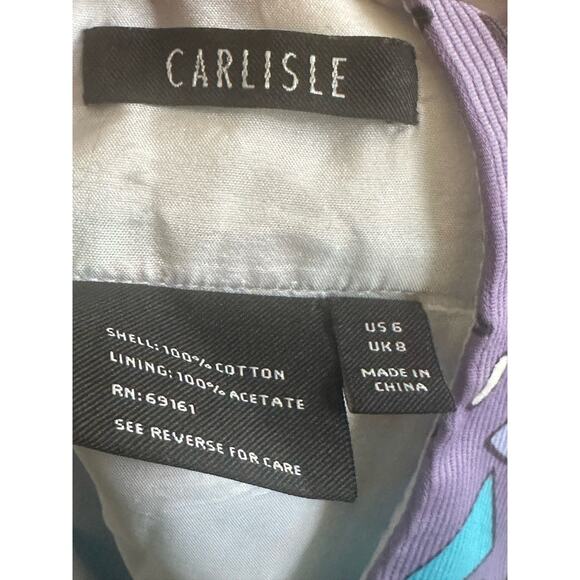 CARLISLE
SHELL: 100% COTTON
LINING: 100% ACETATE
RN: 69161
SEE REVERSE FOR CARE
US 6
UK 8
MADE IN
CHINA